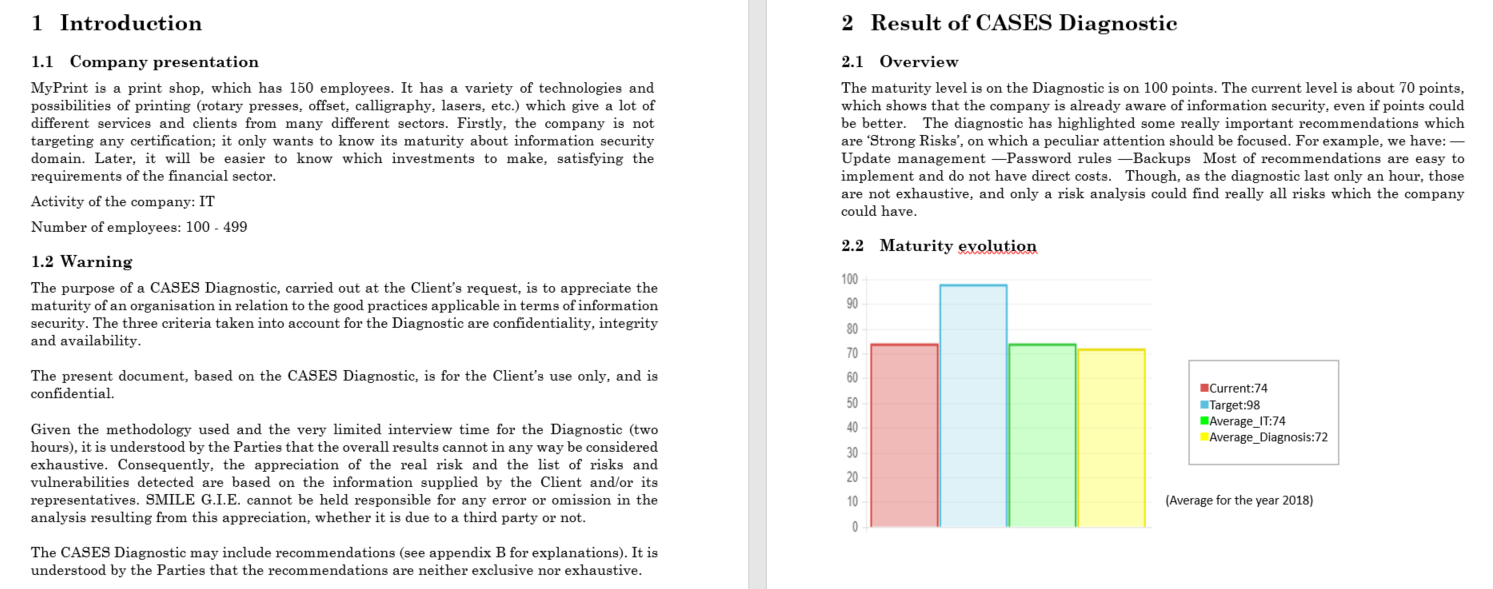 1 Introduction
1.1 Company presentation
MyPrint is a print shop, which has 150 employees. It has a variety of technologies and
possibilities of printing (rotary presses, offset, calligraphy, lasers, etc.) which give a lot of
different services and clients from many different sectors. Firstly, the company is not
targeting any certification; it only wants to know its maturity about information security
domain. Later, it will be easier to know which investments to make, satisfying the
requirements of the financial sector.
Activity of the company: IT
Number of employees: 100 - 499
1.2 Warning
The purpose of a CASES Diagnostic, carried out at the Client's request, is to appreciate the
maturity of an organisation in relation to the good practices applicable in terms of information
security. The three criteria taken into account for the Diagnostic are confidentiality, integrity
and availability.
The present document, based on the CASES Diagnostic, is for the Client's use only, and is
confidential.
Given the methodology used and the very limited interview time for the Diagnostic (two
hours), it is understood by the Parties that the overall results cannot in any way be considered
exhaustive. Consequently, the appreciation of the real risk and the list of risks and
vulnerabilities detected are based on the information supplied by the Client and/or its
representatives. SMILE G.I.E. cannot be held responsible for any error or omission in the
analysis resulting from this appreciation, whether it is due to a third party or not.
The CASES Diagnostic may include recommendations (see appendix B for explanations). It is
understood by the Parties that the recommendations are neither exclusive nor exhaustive.
2 Result of CASES Diagnostic
2.1 Overview
The maturity level is on the Diagnostic is on 100 points. The current level is about 70 points,
which shows that the company is already aware of information security, even if points could
be better. The diagnostic has highlighted some really important recommendations which
are 'Strong Risks', on which a peculiar attention should be focused. For example, we have: —
Update management —Password rules —Backups Most of recommendations are easy to
implement and do not have direct costs. Though, as the diagnostic last only an hour, those
are not exhaustive, and only a risk analysis could find really all risks which the company
could have.
2.2 Maturity evolution
100
90
80
70
60
50
40
30
20
10
0
Current:74
Target:98
Average_IT:74
Average_Diagnosis:72
(Average for the year 2018)